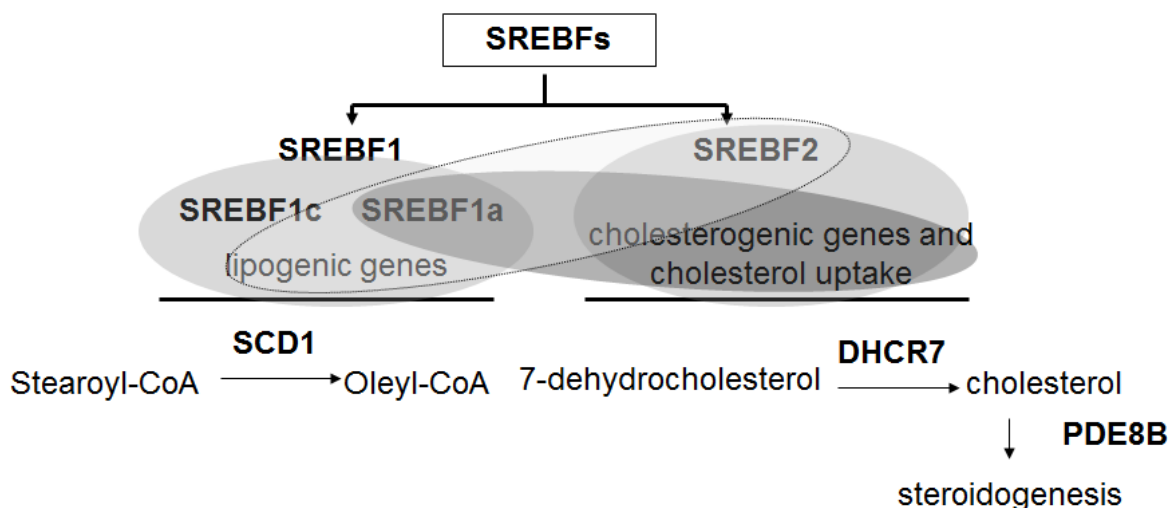 SREBFs
SREBF1
SREBF2
SREBF1c
SREBF1a
lipogenic genes
cholesterogenic genes and
cholesterol uptake
SCD1
Stearoyl-CoA
Oleyl-CoA
DHCR7
7-dehydrocholesterol
cholesterol
PDE8B
steroidogenesis